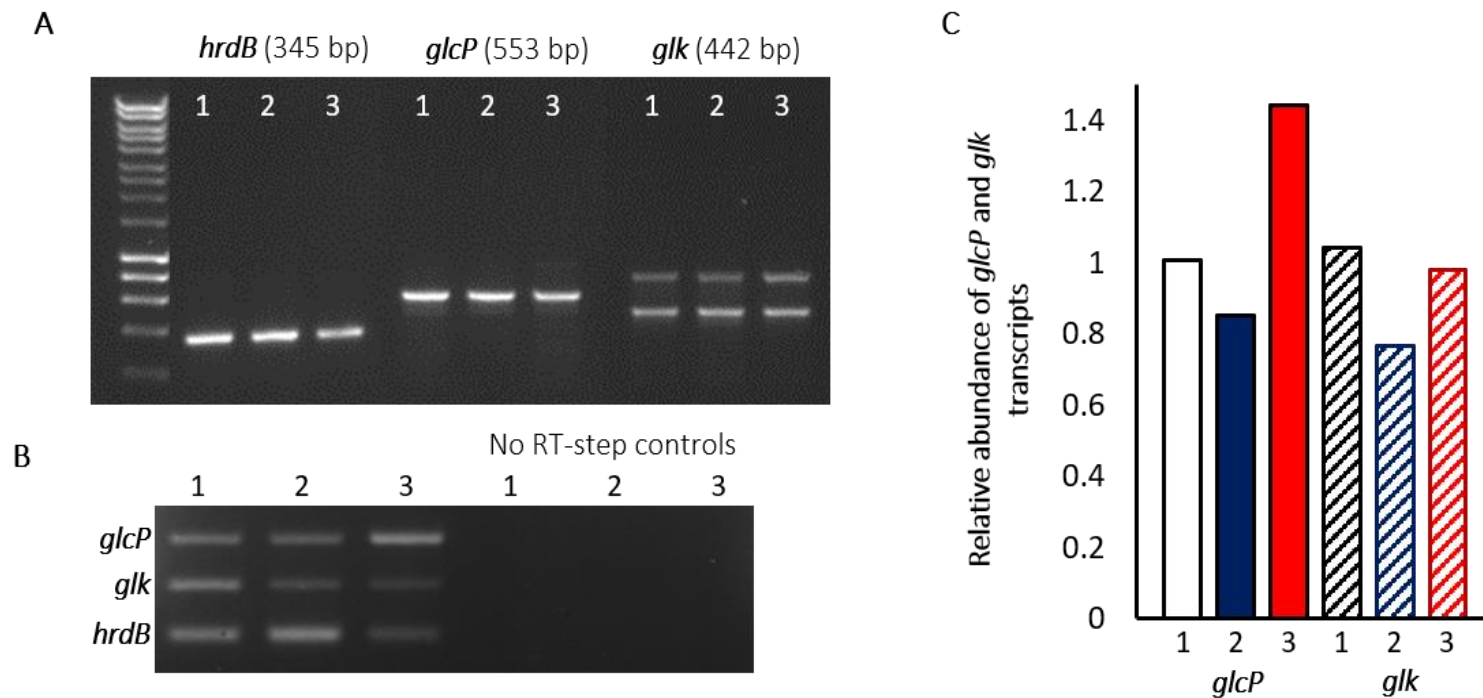 A
hrdB (345 bp) glcP (553 bp) glk (442 bp)
1 2 3 1 2 3 1 2 3
B
No RT-step controls
1 2 3 1 2 3
glcP
glk
hrdB
C
Relative abundance of glcP and glk
transcripts
1.4
1.2
1
0.8
0.6
0.4
0.2
0
1 2 3 1 2 3
glcP glk